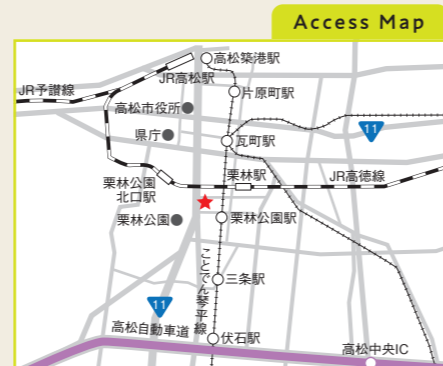 Access Map
高松築港駅
JR高松駅
JR予讃線
片原町駅
高松市役所
11
県庁
瓦町駅
栗林駅
JR高徳線
栗林公園
北口駅
栗林公園
栗林公園駅
ことでん琴平線
三条駅
11
高松自動車道
伏石駅
高松中央IC